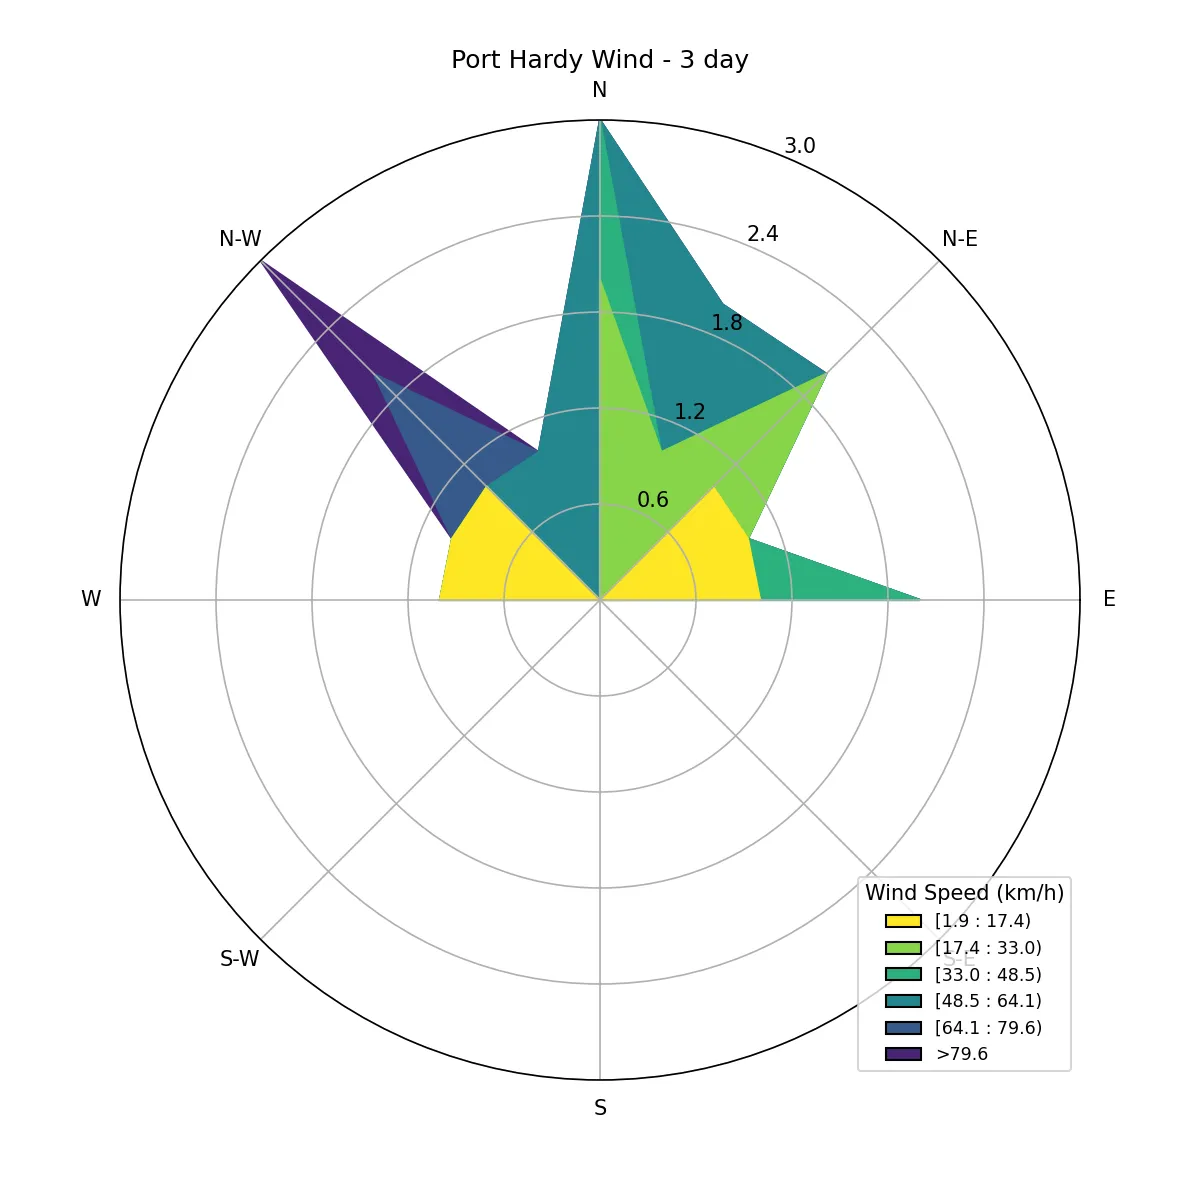 Port Hardy Wind - 3 day
N
3.0
N-W
2.4
N-E
1.8
1.2
0.6
W
E
Wind Speed (km/h)
[1.9 : 17.4)
[17.4 : 33.0)
S-W
S-E
[33.0 : 48.5)
[48.5 : 64.1)
[64.1 : 79.6)
>79.6
S